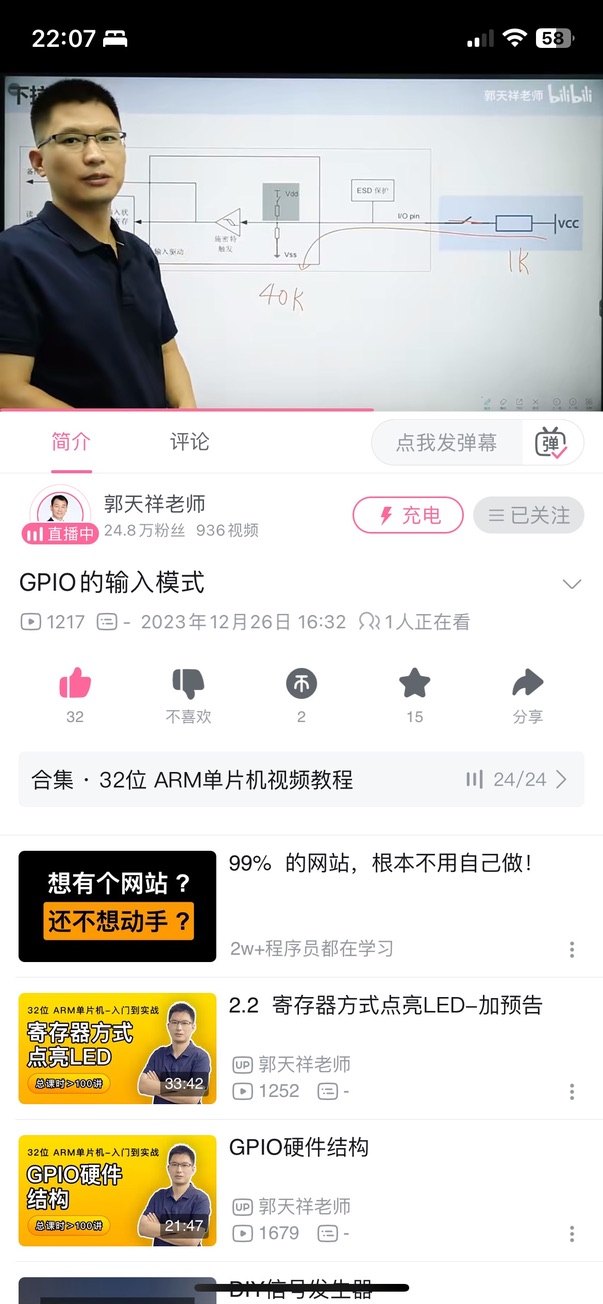 22:07
58
下拉
郭天祥老师 bilibili
Vdd
ESD 保护
I/O pin
VCC
施密特
触发
Vss
输入驱动
40K
1K
简介
评论
点我发弹幕
弹
郭天祥老师
直播中
24.8万粉丝 936视频
充电
已关注
GPIO的输入模式
1217 - 2023年12月26日 16:32 1人正在看
32
不喜欢
2
15
分享
合集 · 32位 ARM单片机视频教程
24/24
想有个网站？
还不想动手？
99% 的网站，根本不用自己做！
2w+程序员都在学习
32位 ARM单片机-入门到实战
寄存器方式
点亮LED
总课时>100讲
33:42
2.2 寄存器方式点亮LED-加预告
UP 郭天祥老师
1252 -
32位 ARM单片机-入门到实战
GPIO硬件
结构
总课时>100讲
21:47
GPIO硬件结构
UP 郭天祥老师
1679 -
DIY信号发生器